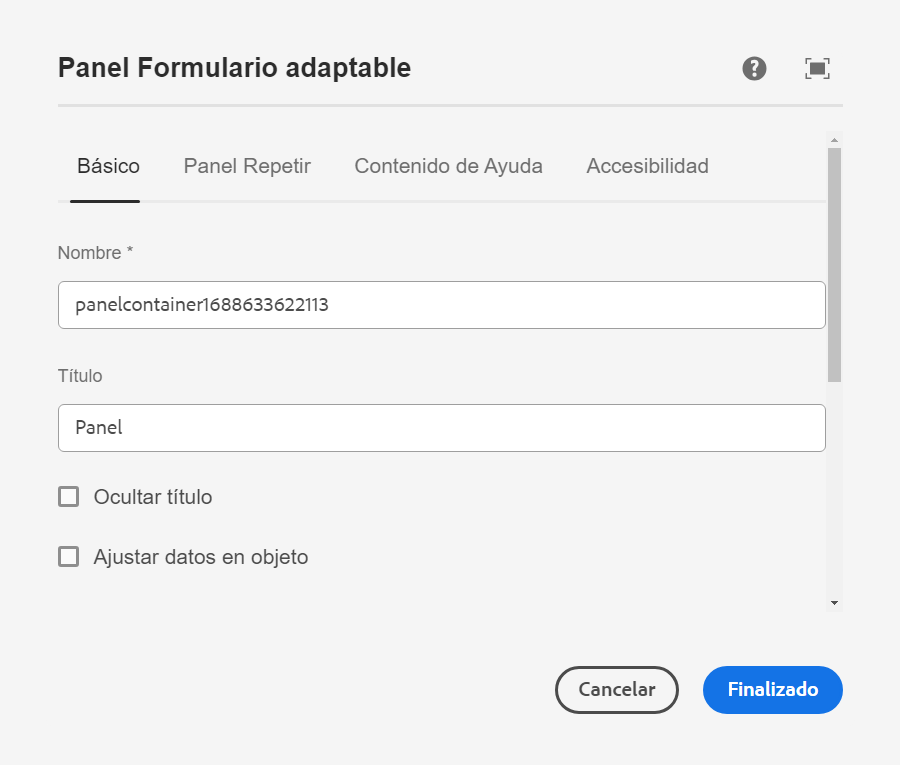 Panel Formulario adaptable
Básico Panel Repetir Contenido de Ayuda Accesibilidad
Nombre *
panelcontainer1688633622113
Título
Panel
Ocultar título
Ajustar datos en objeto
Cancelar Finalizado